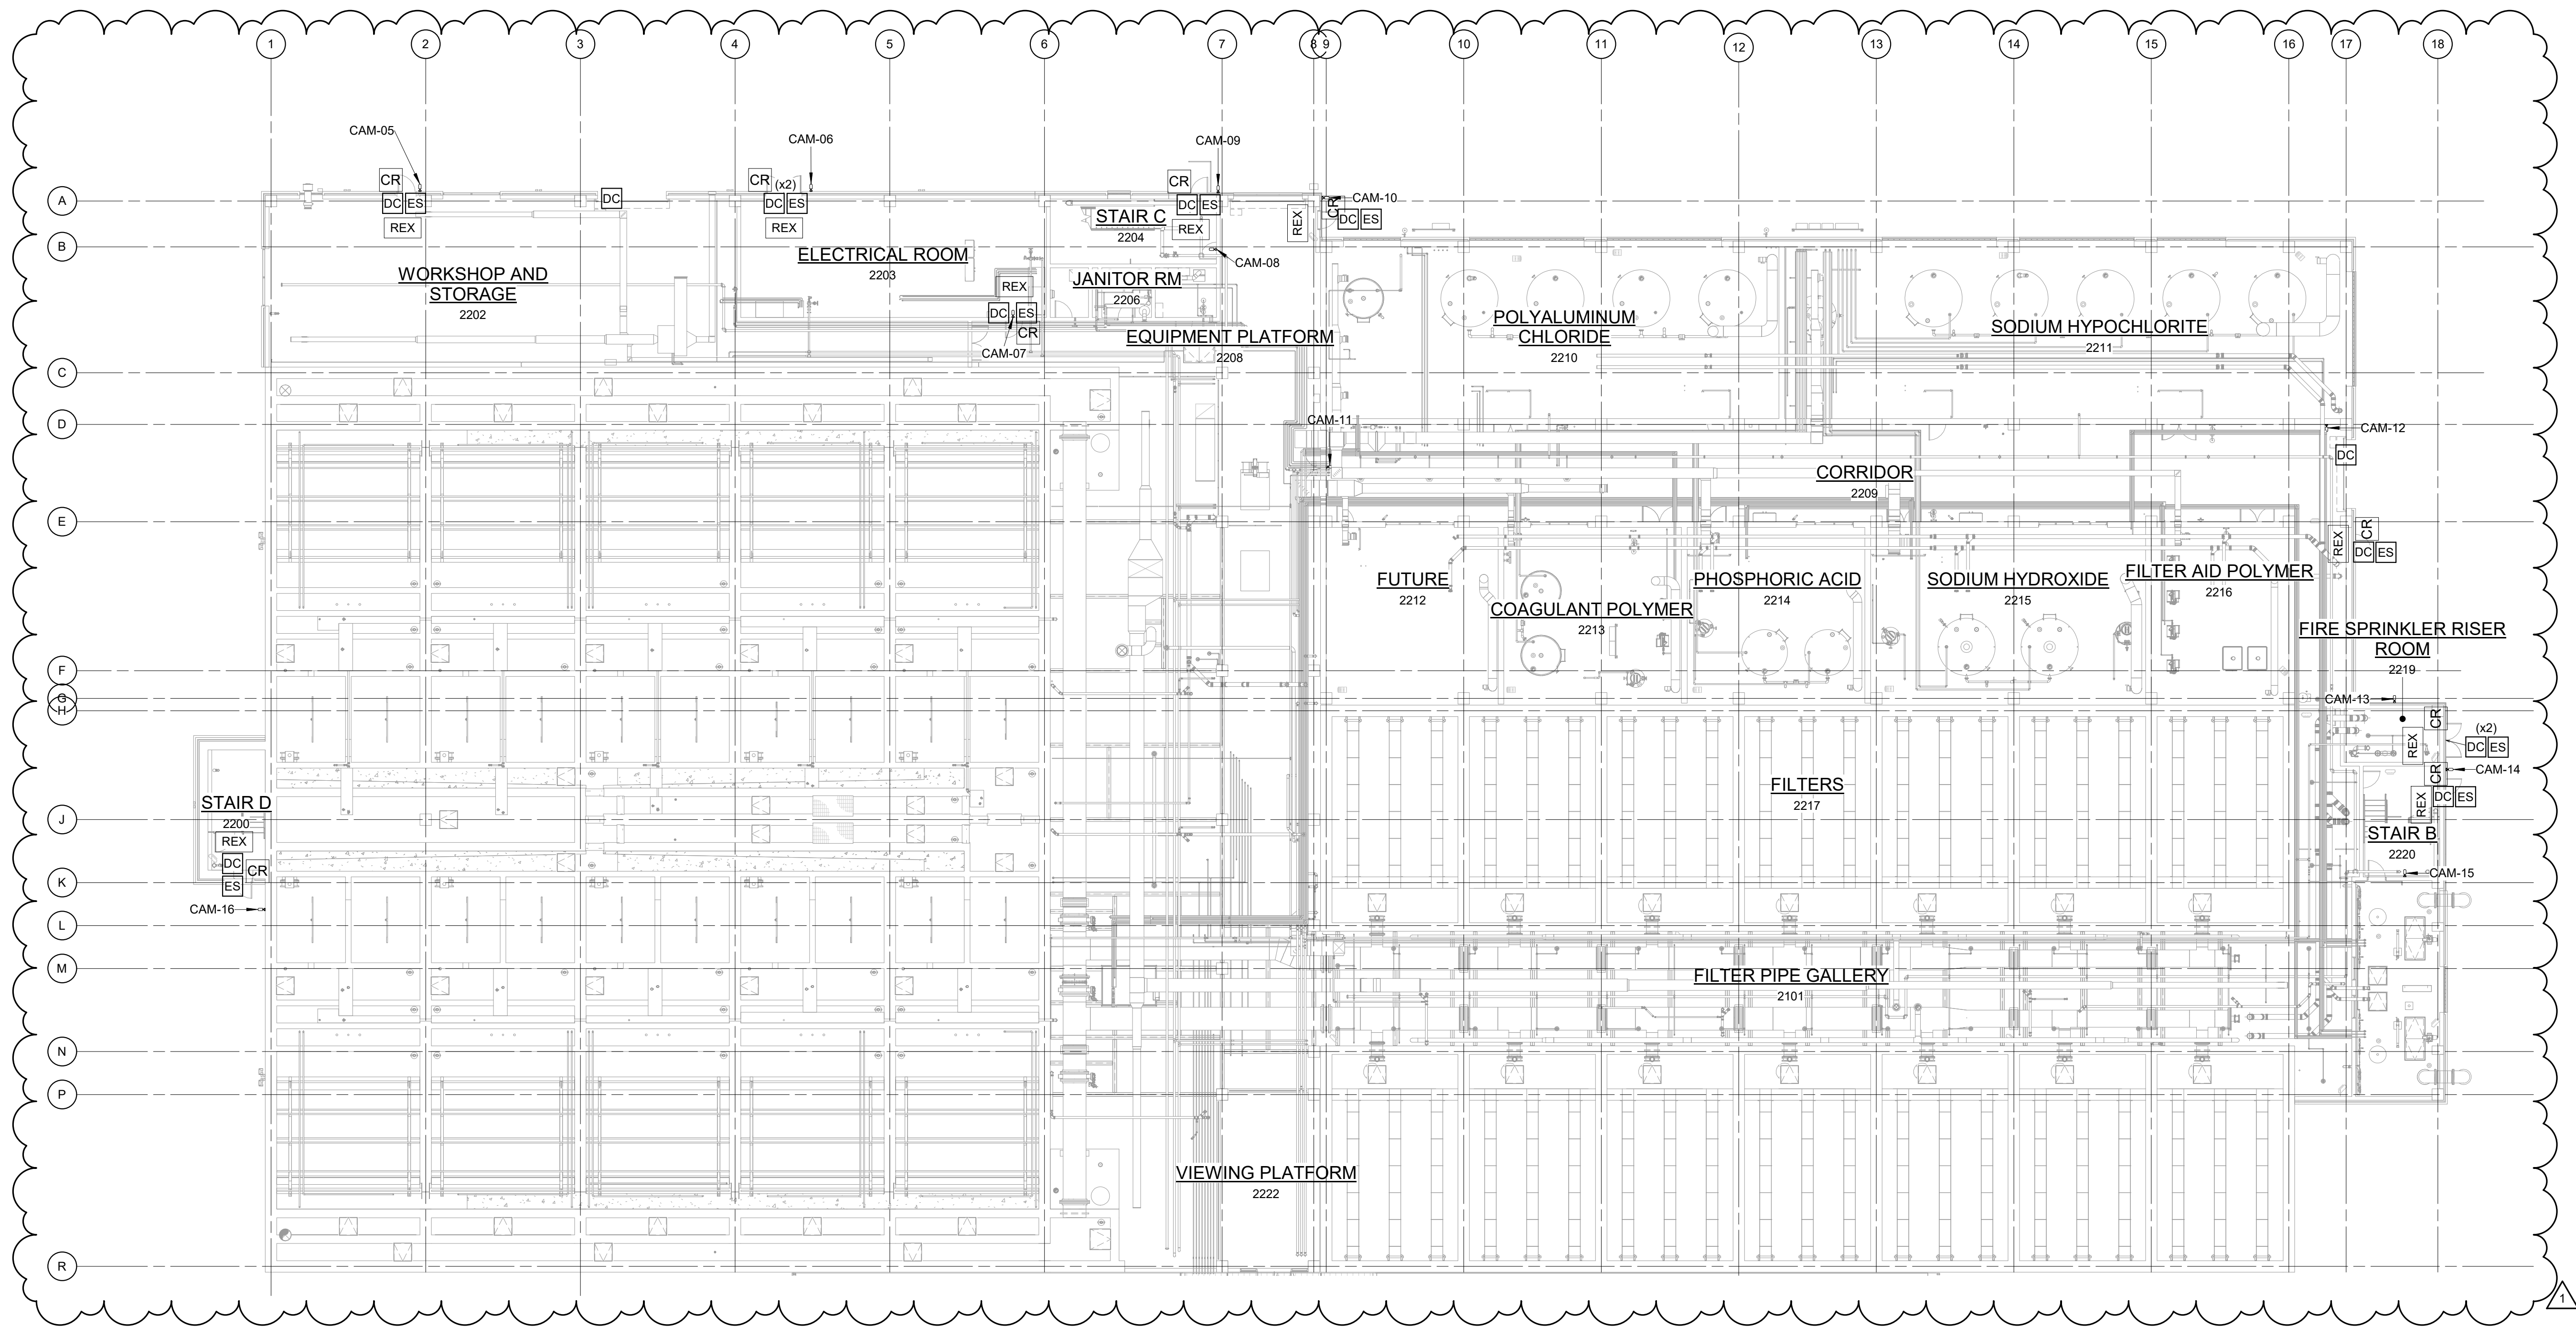 1 2 3 4 5 6 7 8 9 10 11 12 13 14 15 16 17 18
CAM-05
CAM-06
CAM-09
CR
CR
(x2)
CR
DC ES
DC
DC ES
DC ES
CAM-10
CR
DC ES
A
REX
REX
REX
REX
STAIR C
2204
B
ELECTRICAL ROOM
2203
CAM-08
WORKSHOP AND
STORAGE
2202
JANITOR RM
2206
REX
DC ES
CR
CAM-07
EQUIPMENT PLATFORM
2208
POLYALUMINUM
CHLORIDE
2210
SODIUM HYPOCHLORITE
2211
C
D
CAM-11
CAM-12
DC
CORRIDOR
2209
E
REX
CR
DC ES
FUTURE
2212
COAGULANT POLYMER
2213
PHOSPHORIC ACID
2214
SODIUM HYDROXIDE
2215
FILTER AID POLYMER
2216
FIRE SPRINKLER RISER
ROOM
2219
F
G
H
CAM-13
CR
(x2)
REX
DC ES
CR
CAM-14
REX
DC ES
FILTERS
2217
STAIR D
2200
J
REX
DC
CR
ES
STAIR B
2220
K
CAM-15
CAM-16
L
M
FILTER PIPE GALLERY
2101
N
P
VIEWING PLATFORM
2222
R
1